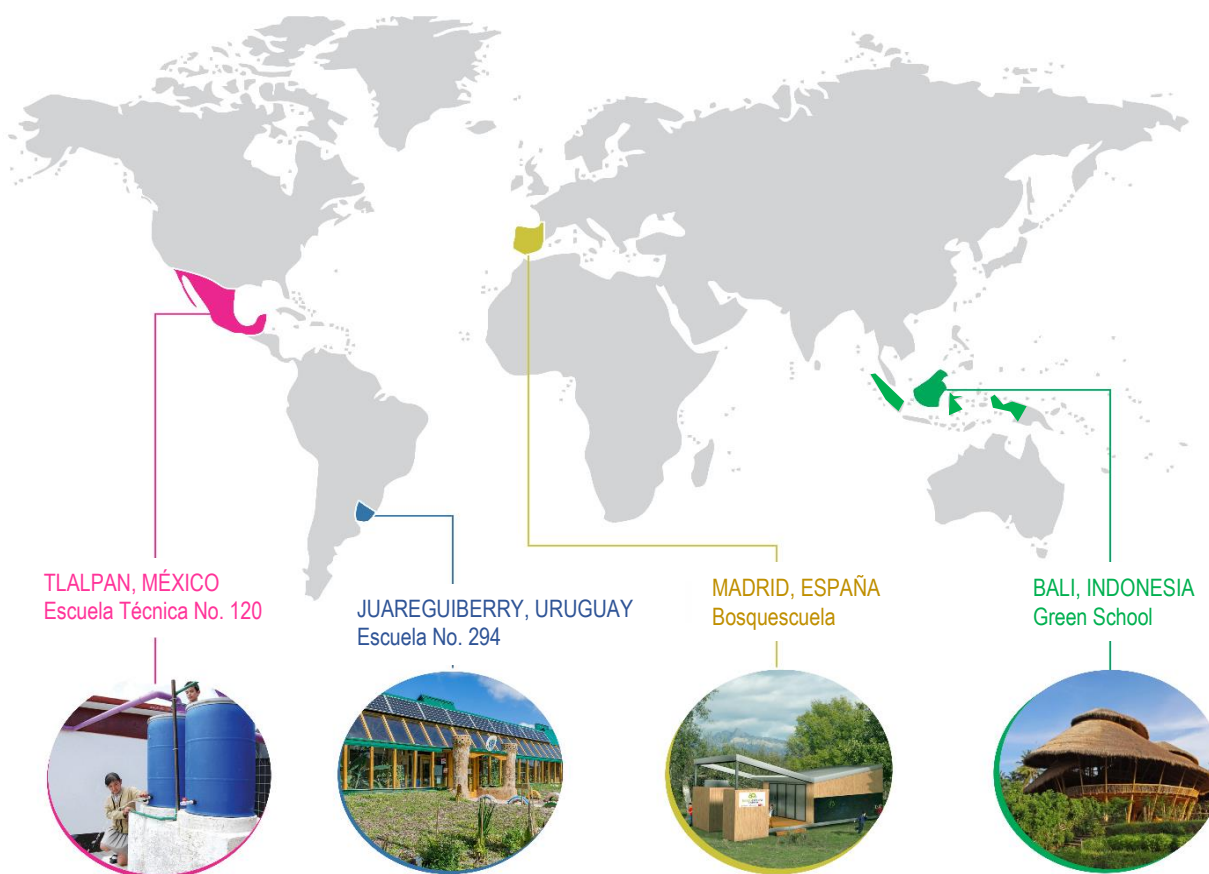 TLALPAN, MÉXICO
Escuela Técnica No. 120
JUAREGUIBERRY, URUGUAY
Escuela No. 294
MADRID, ESPAÑA
Bosquescuela
BALI, INDONESIA
Green School